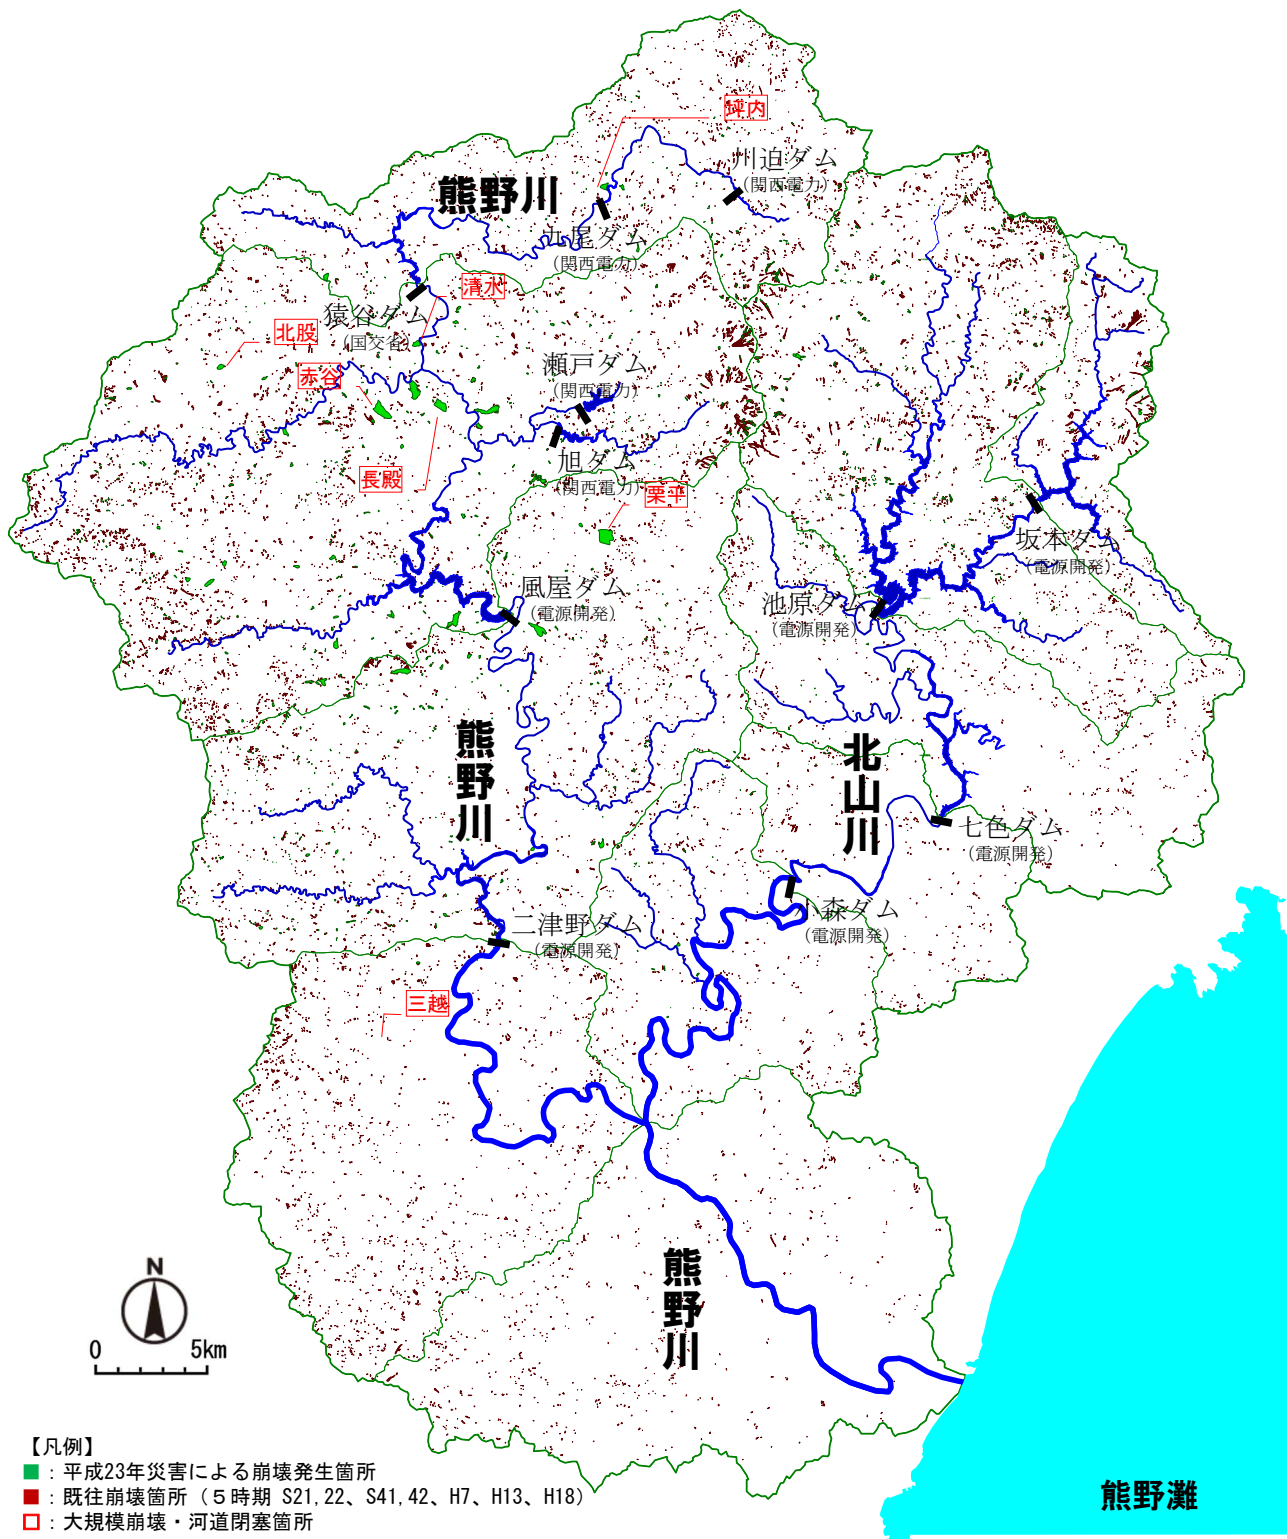 坪内
川迫ダム
(関西電力)
熊野川
九尾ダム
(関西電力)
清水
猿谷ダム
(国交省)
北股
瀬戸ダム
(関西電力)
赤谷
旭ダム
(関西電力)
長殿
栗平
坂本ダム
(電源開発)
風屋ダム
(電源開発)
池原ダム
(電源開発)
熊野川
北山川
七色ダム
(電源開発)
小森ダム
(電源開発)
二津野ダム
(電源開発)
三越
熊野川
N
0 5km
【凡例】
：平成23年災害による崩壊発生箇所
：既往崩壊箇所（５時期 S21,22、S41,42、H7、H13、H18）
：大規模崩壊・河道閉塞箇所
熊野灘